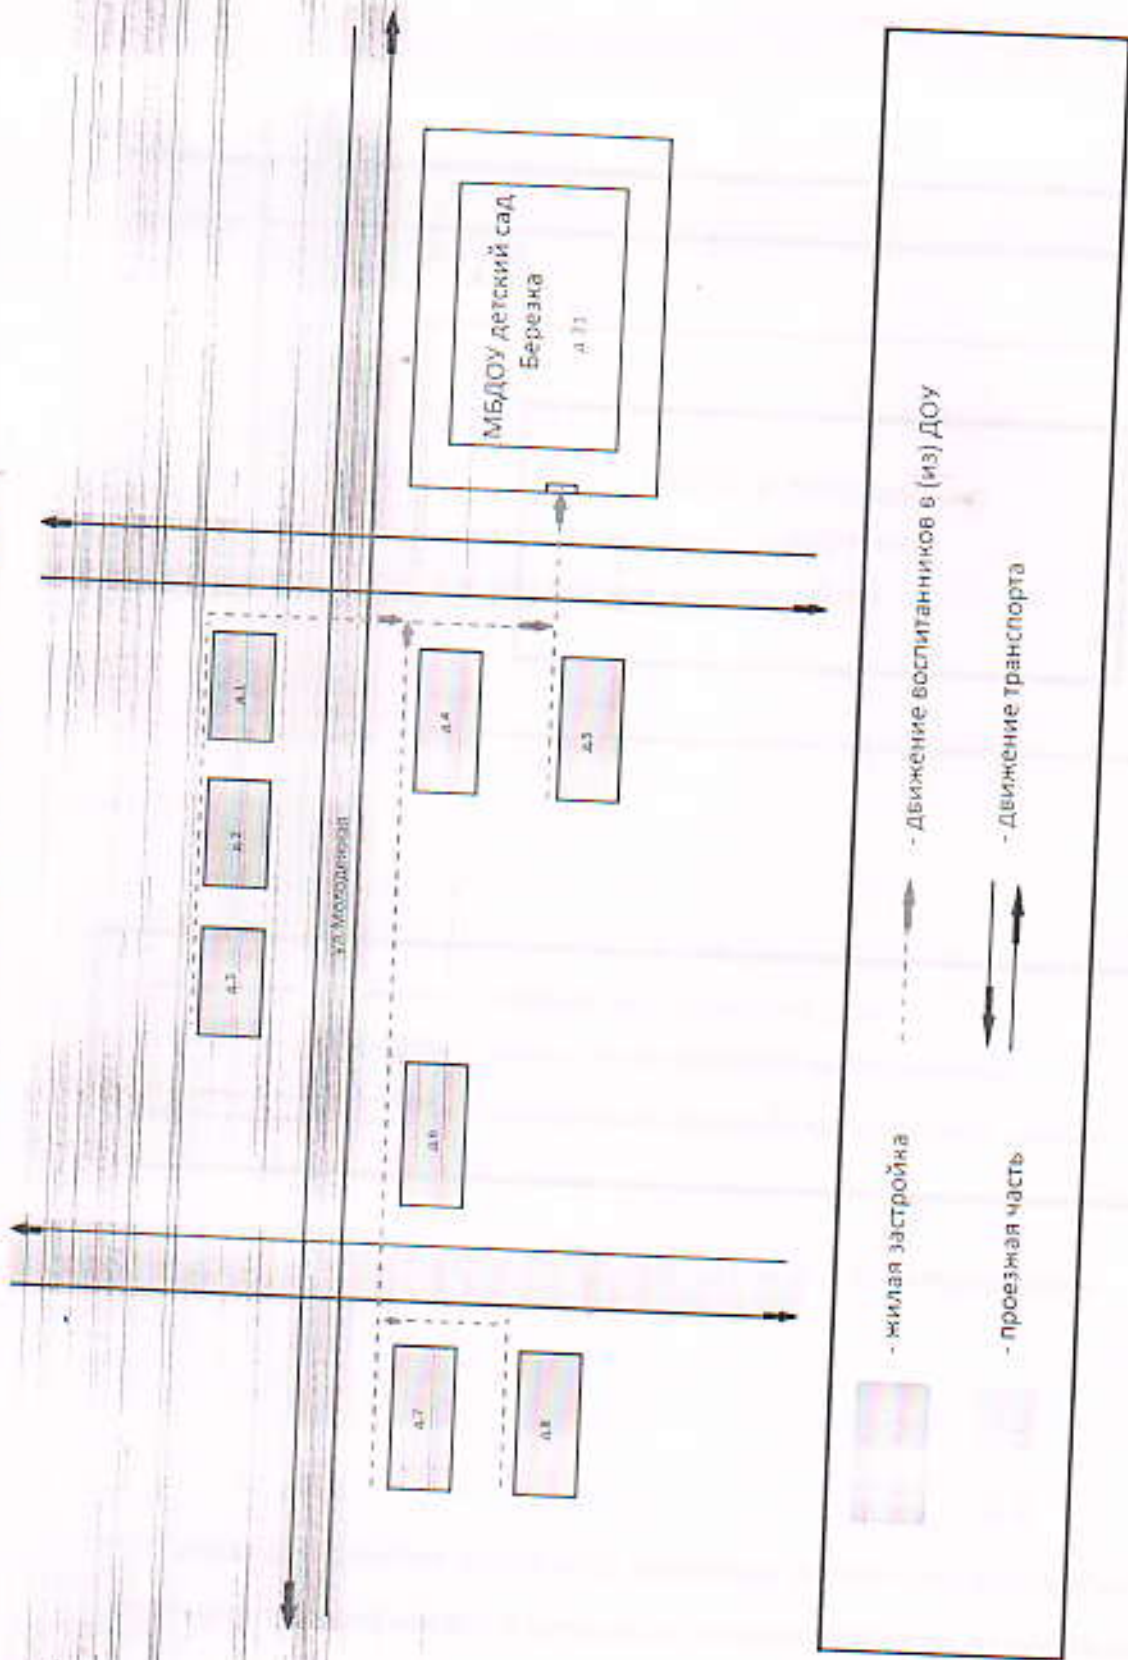 МБДОУ детский сад
Березка
д.1
д.2
д.3
ул.Молодежная
д.4
д.5
д.6
д.7
д.8
- жилая застройка
- движение воспитанников в (из) ДОУ
- проезжая часть
- движение транспорта